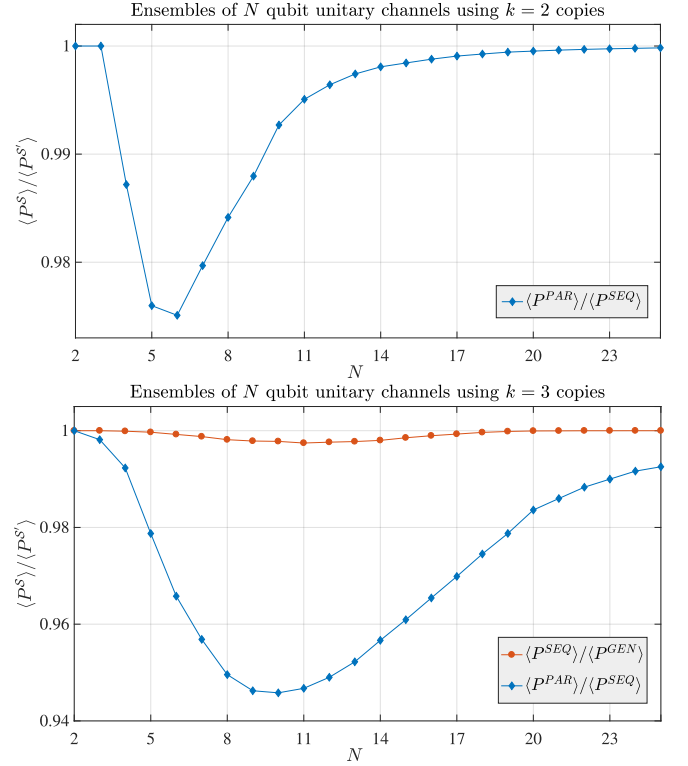 Ensembles of N qubit unitary channels using k = 2 copies
1
0.99
0.98
⟨P^S⟩/⟨P^S'⟩
⟨P^PAR⟩/⟨P^SEQ⟩
2 5 8 11 14 17 20 23
N
Ensembles of N qubit unitary channels using k = 3 copies
1
0.98
0.96
0.94
⟨P^S⟩/⟨P^S'⟩
⟨P^SEQ⟩/⟨P^GEN⟩
⟨P^PAR⟩/⟨P^SEQ⟩
2 5 8 11 14 17 20 23
N